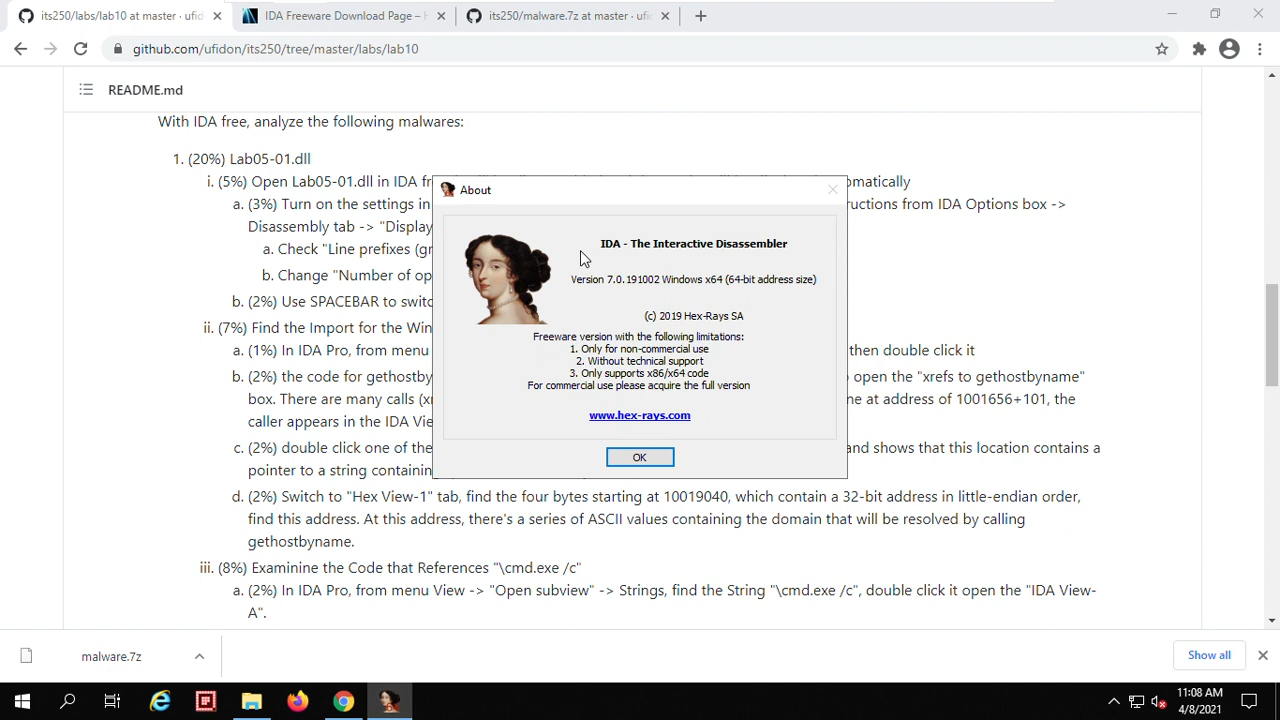 its250/labs/lab10 at master · ufid
IDA Freeware Download Page – H
its250/malware.7z at master · ufi
github.com/ufidon/its250/tree/master/labs/lab10
README.md
With IDA free, analyze the following malwares:
1. (20%) Lab05-01.dll
i. (5%) Open Lab05-01.dll in IDA fr
omatically
a. (3%) Turn on the settings in
tructions from IDA Options box ->
Disassembly tab -> "Display
a. Check "Line prefixes (gr
b. Change "Number of op
b. (2%) Use SPACEBAR to switc
ii. (7%) Find the Import for the Win
a. (1%) In IDA Pro, from menu
then double click it
b. (2%) the code for gethostby
o open the "xrefs to gethostbyname"
box. There are many calls (xr
ne at address of 1001656+101, the
caller appears in the IDA Vie
c. (2%) double click one of the
and shows that this location contains a
pointer to a string containing
d. (2%) Switch to "Hex View-1" tab, find the four bytes starting at 10019040, which contain a 32-bit address in little-endian order,
find this address. At this address, there's a series of ASCII values containing the domain that will be resolved by calling
gethostbyname.
iii. (8%) Examinine the Code that References "\cmd.exe /c"
a. (2%) In IDA Pro, from menu View -> "Open subview" -> Strings, find the String "\cmd.exe /c", double click it open the "IDA View-
A".
About
IDA - The Interactive Disassembler
Version 7.0.191002 Windows x64 (64-bit address size)
(c) 2019 Hex-Rays SA
Freeware version with the following limitations:
1. Only for non-commercial use
2. Without technical support
3. Only supports x86/x64 code
For commercial use please acquire the full version
www.hex-rays.com
OK
malware.7z
Show all
11:08 AM
4/8/2021